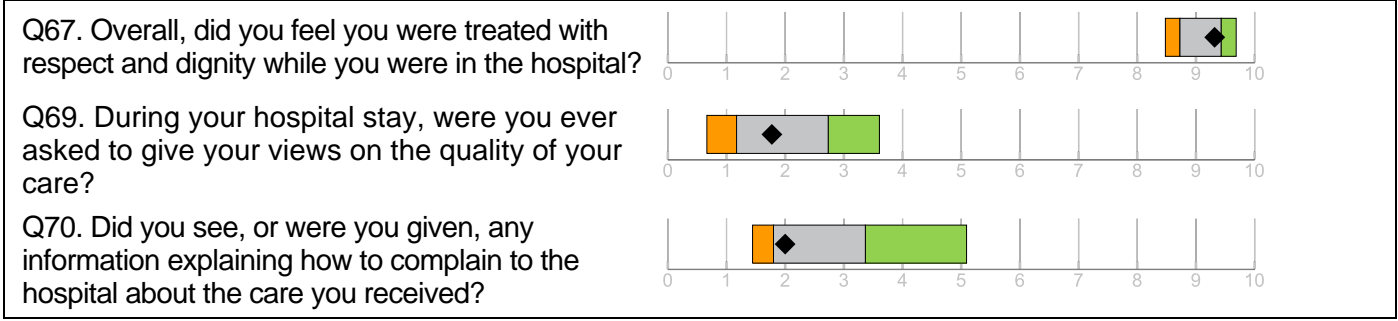 Q67. Overall, did you feel you were treated with
respect and dignity while you were in the hospital?
0 1 2 3 4 5 6 7 8 9 10
Q69. During your hospital stay, were you ever
asked to give your views on the quality of your
care?
0 1 2 3 4 5 6 7 8 9 10
Q70. Did you see, or were you given, any
information explaining how to complain to the
hospital about the care you received?
0 1 2 3 4 5 6 7 8 9 10